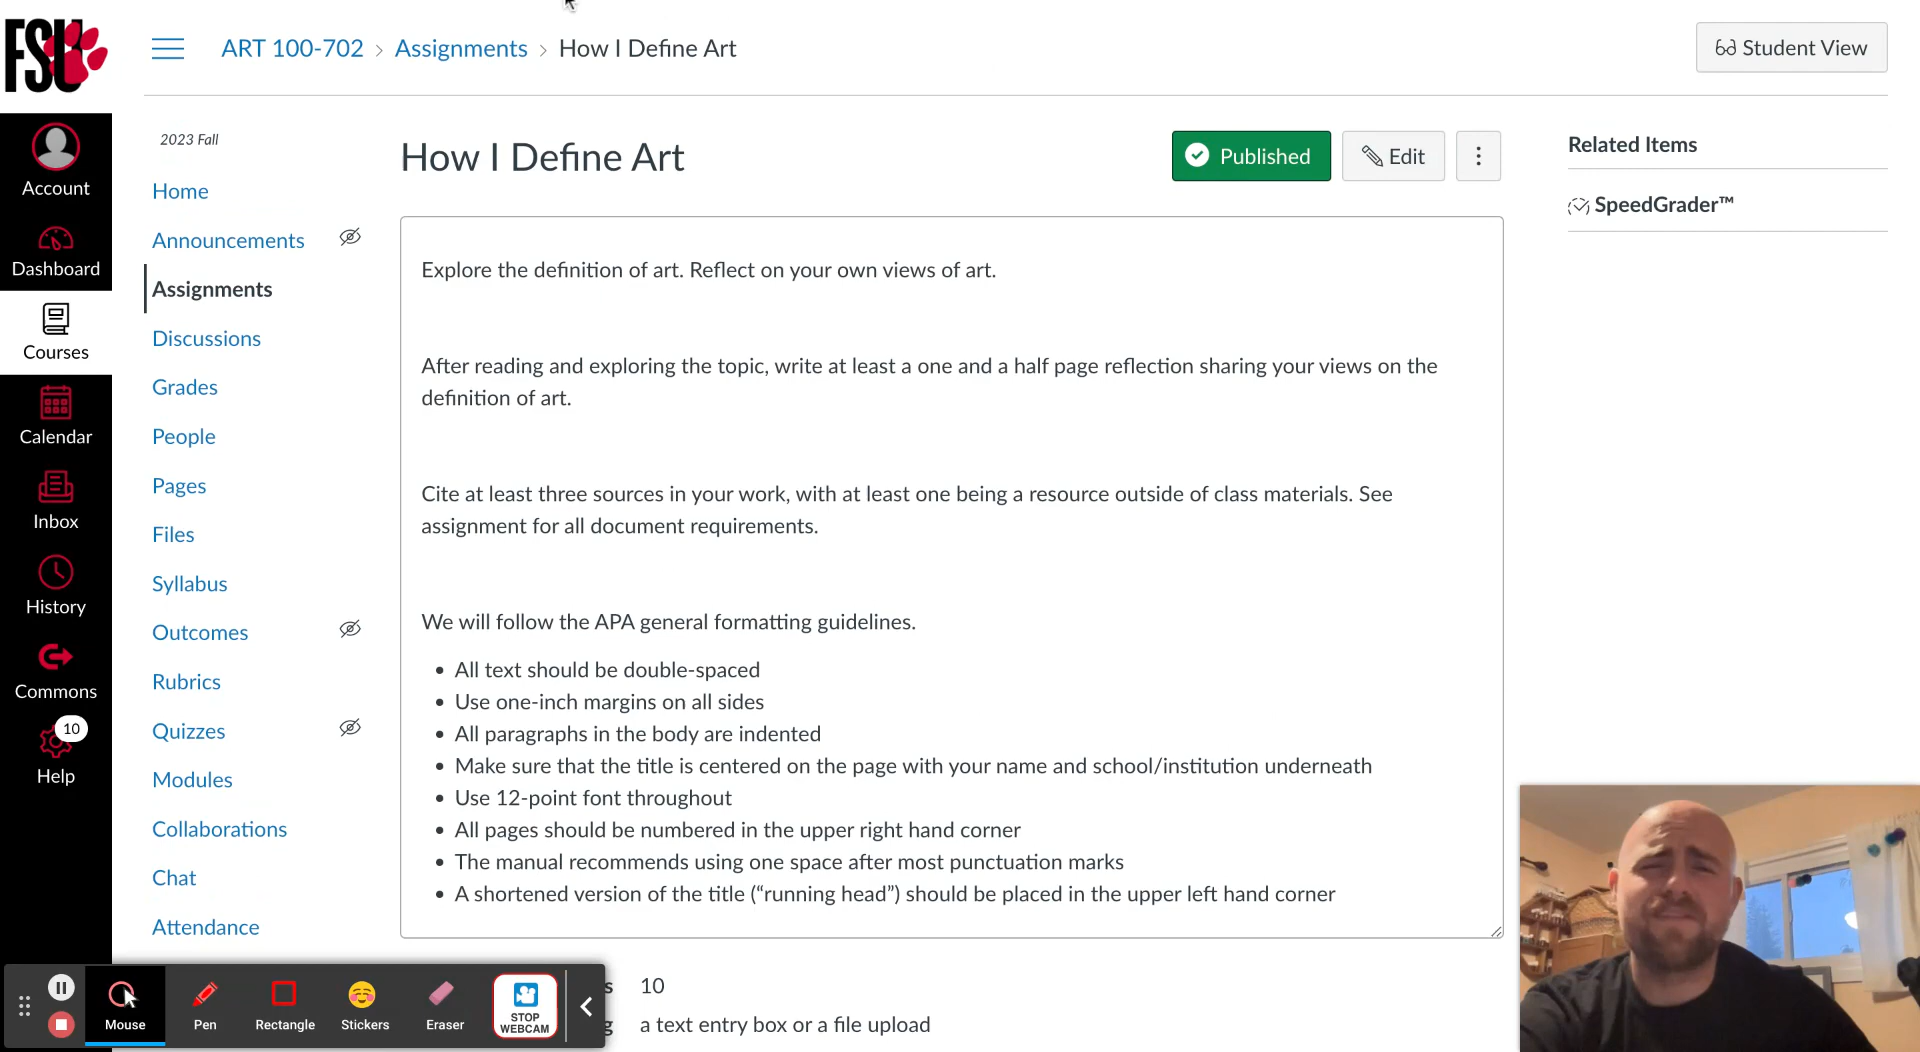 FSU
ART 100-702 › Assignments › How I Define Art
Student View
Account
Dashboard
Courses
Calendar
Inbox
History
Commons
10
Help
2023 Fall
Home
Announcements
Assignments
Discussions
Grades
People
Pages
Files
Syllabus
Outcomes
Rubrics
Quizzes
Modules
Collaborations
Chat
Attendance
How I Define Art
Published
Edit
Explore the definition of art. Reflect on your own views of art.
After reading and exploring the topic, write at least a one and a half page reflection sharing your views on the
definition of art.
Cite at least three sources in your work, with at least one being a resource outside of class materials. See
assignment for all document requirements.
We will follow the APA general formatting guidelines.
• All text should be double-spaced
• Use one-inch margins on all sides
• All paragraphs in the body are indented
• Make sure that the title is centered on the page with your name and school/institution underneath
• Use 12-point font throughout
• All pages should be numbered in the upper right hand corner
• The manual recommends using one space after most punctuation marks
• A shortened version of the title (“running head”) should be placed in the upper left hand corner
s 10
g a text entry box or a file upload
Related Items
SpeedGrader™
Mouse
Pen
Rectangle
Stickers
Eraser
STOP
WEBCAM